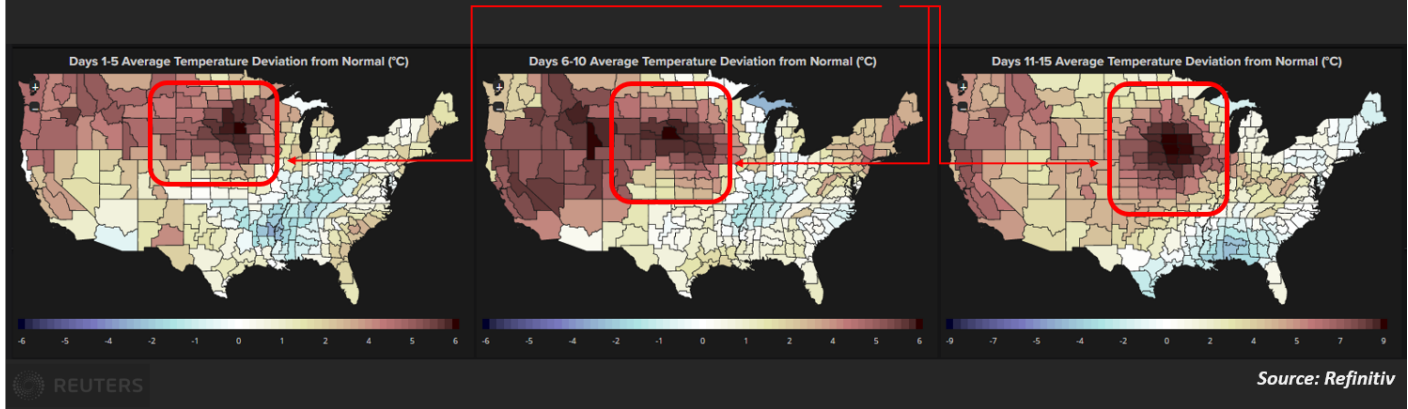 Days 1-5 Average Temperature Deviation from Normal (°C)
Days 6-10 Average Temperature Deviation from Normal (°C)
Days 11-15 Average Temperature Deviation from Normal (°C)
+
+
+
-6 -5 -4 -2 -1 0 1 2 4 5 6
-6 -5 -4 -2 -1 0 1 2 4 5 6
-9 -7 -5 -4 -2 0 2 4 5 7 9
REUTERS
Source: Refinitiv